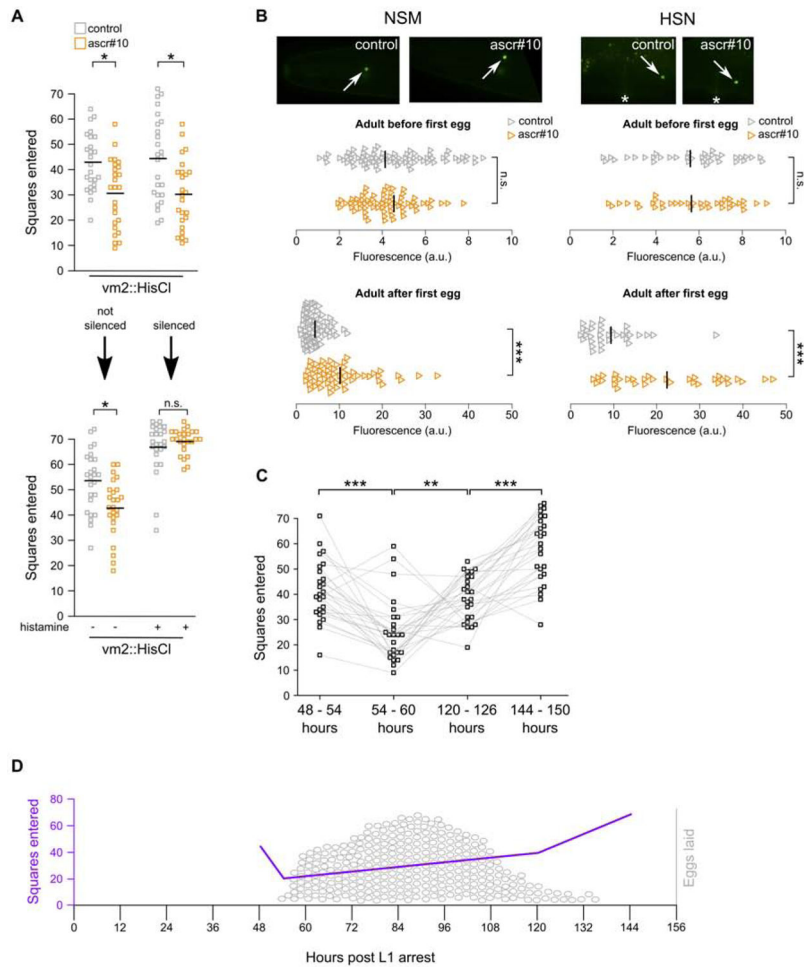 A
control
ascr#10
*
*
70
60
50
40
30
20
10
0
Squares entered
vm2::HisCl
not
silenced
silenced
*
n.s.
70
60
50
40
30
20
10
0
Squares entered
histamine - - + +
vm2::HisCl
B
NSM
HSN
control
ascr#10
control
ascr#10
*
*
Adult before first egg
control
ascr#10
n.s.
0 2 4 6 8 10
Fluorescence (a.u.)
Adult before first egg
control
ascr#10
n.s.
0 2 4 6 8 10
Fluorescence (a.u.)
Adult after first egg
***
0 10 20 30 40 50
Fluorescence (a.u.)
Adult after first egg
***
0 10 20 30 40 50
Fluorescence (a.u.)
C
*** ** ***
70
60
50
40
30
20
10
0
Squares entered
48 - 54
hours
54 - 60
hours
120 - 126
hours
144 - 150
hours
D
80
60
40
20
0
Squares entered
Eggs laid
0 12 24 36 48 60 72 84 96 108 120 132 144 156
Hours post L1 arrest